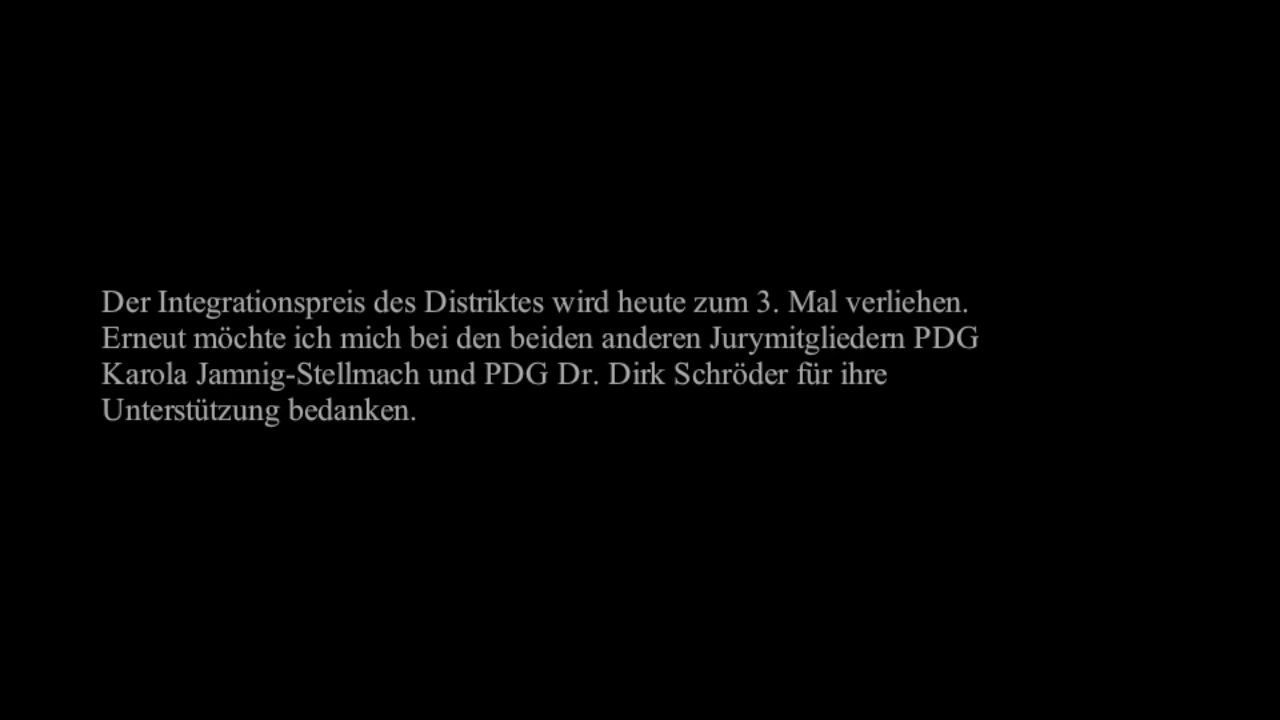 Der Integrationspreis des Distriktes wird heute zum 3. Mal verliehen.
Erneut möchte ich mich bei den beiden anderen Jurymitgliedern PDG
Karola Jamnig-Stellmach und PDG Dr. Dirk Schröder für ihre
Unterstützung bedanken.